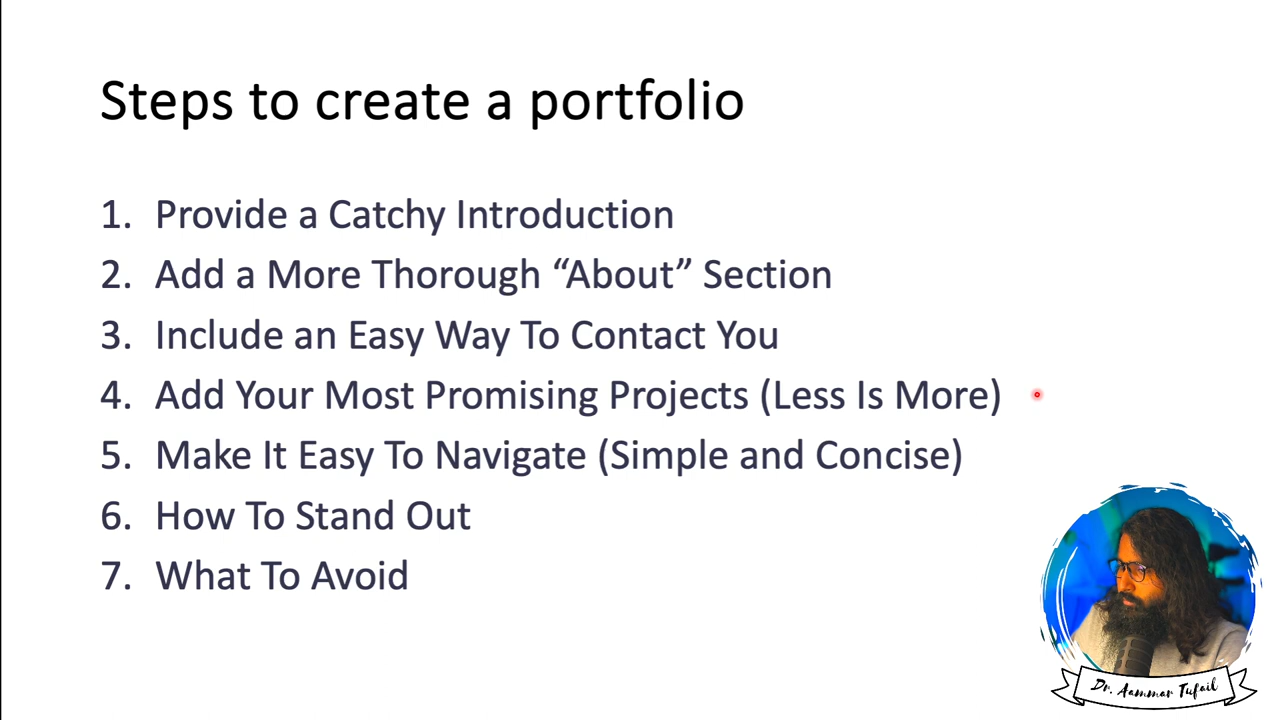 Steps to create a portfolio
1. Provide a Catchy Introduction
2. Add a More Thorough “About” Section
3. Include an Easy Way To Contact You
4. Add Your Most Promising Projects (Less Is More)
5. Make It Easy To Navigate (Simple and Concise)
6. How To Stand Out
7. What To Avoid
Dr. Aammar Tufail